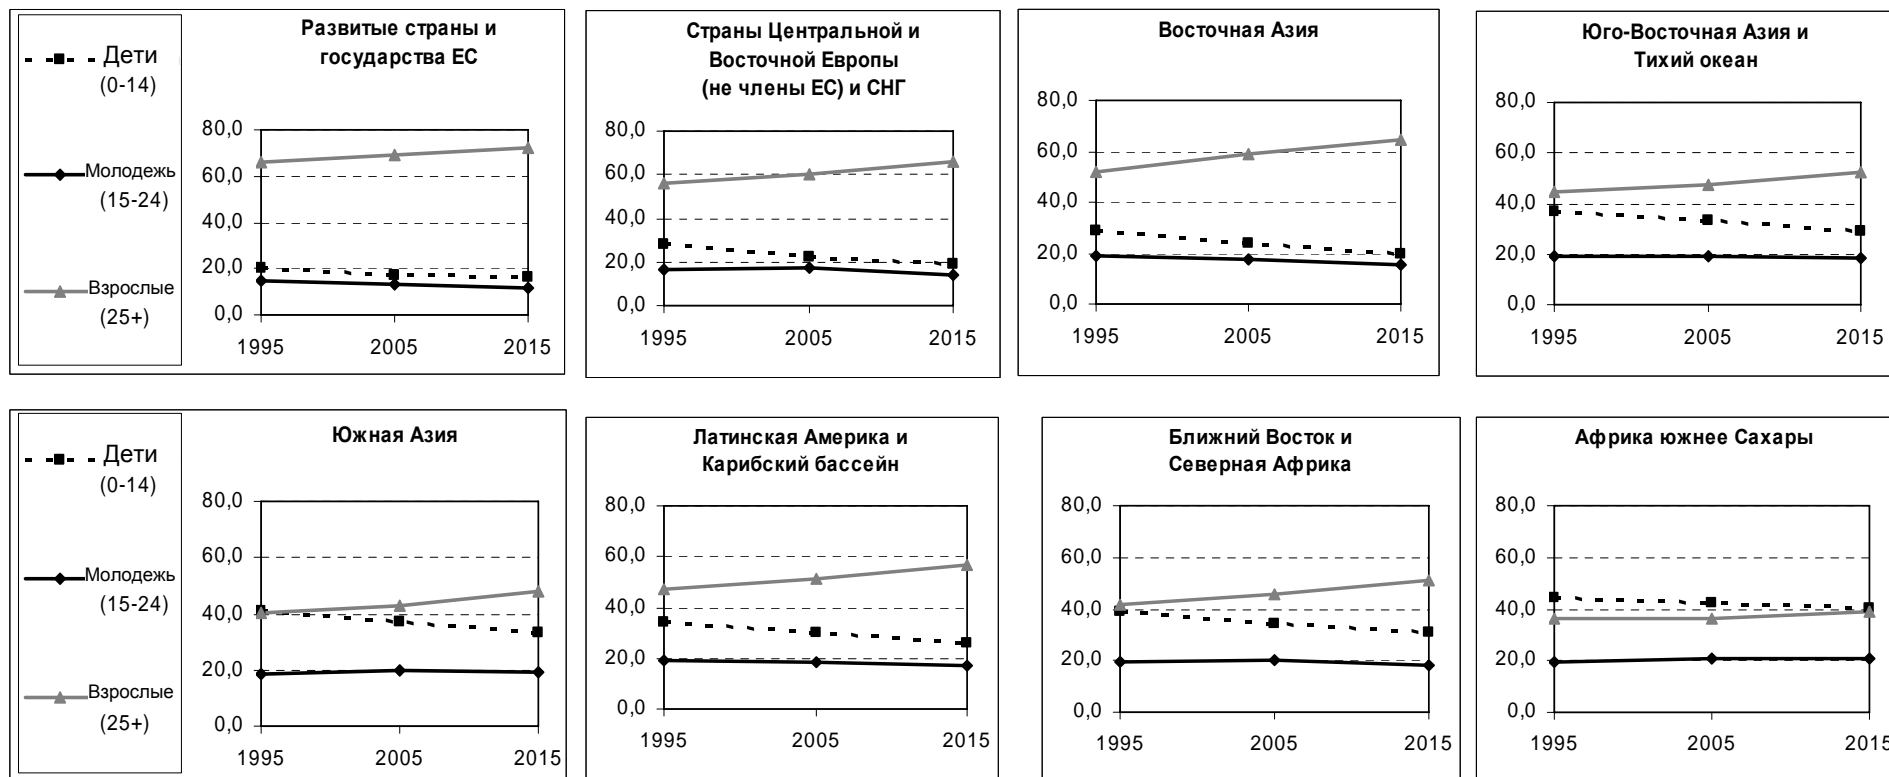 Дети
(0-14)
Молодежь
(15-24)
Взрослые
(25+)
Развитые страны и
государства ЕС
80,0
60,0
40,0
20,0
0,0
1995 2005 2015
Страны Центральной и
Восточной Европы
(не члены ЕС) и СНГ
80,0
60,0
40,0
20,0
0,0
1995 2005 2015
Восточная Азия
80,0
60,0
40,0
20,0
0,0
1995 2005 2015
Юго-Восточная Азия и
Тихий океан
80,0
60,0
40,0
20,0
0,0
1995 2005 2015
Дети
(0-14)
Молодежь
(15-24)
Взрослые
(25+)
Южная Азия
80,0
60,0
40,0
20,0
0,0
1995 2005 2015
Латинская Америка и
Карибский бассейн
80,0
60,0
40,0
20,0
0,0
1995 2005 2015
Ближний Восток и
Северная Африка
80,0
60,0
40,0
20,0
0,0
1995 2005 2015
Африка южнее Сахары
80,0
60,0
40,0
20,0
0,0
1995 2005 2015